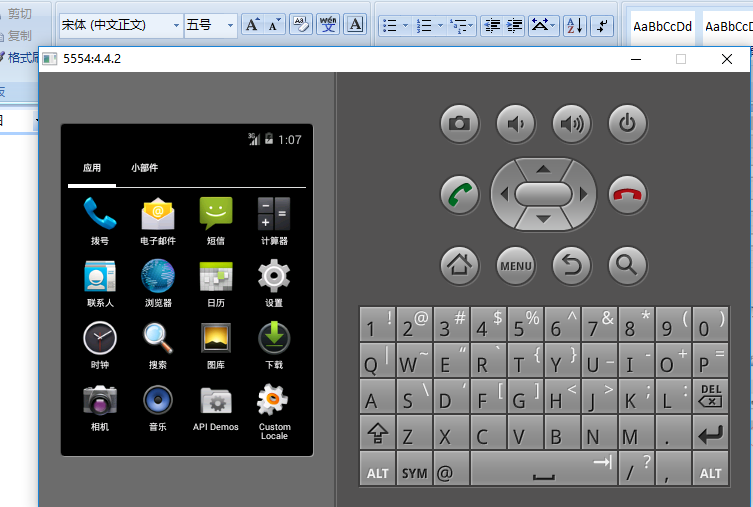 剪切
复制
格式刷
宋体 (中文正文)
五号
A A wén A A
AaBbCcDd AaBbCcDd
5554:4.4.2
3G 1:07
应用 小部件
拨号 电子邮件 短信 计算器
联系人 浏览器 日历 设置
时钟 搜索 图库 下载
相机 音乐 API Demos Custom Locale
MENU
1 ! 2 @ 3 # 4 $ 5 % 6 ^ 7 & 8 * 9 ( 0 )
Q | W ~ E “ R ` T { Y } U _ I - O + P =
A S \ D ‘ F [ G ] H < J > K ; L : DEL
Z X C V B N M .
ALT SYM @ / ? , ALT